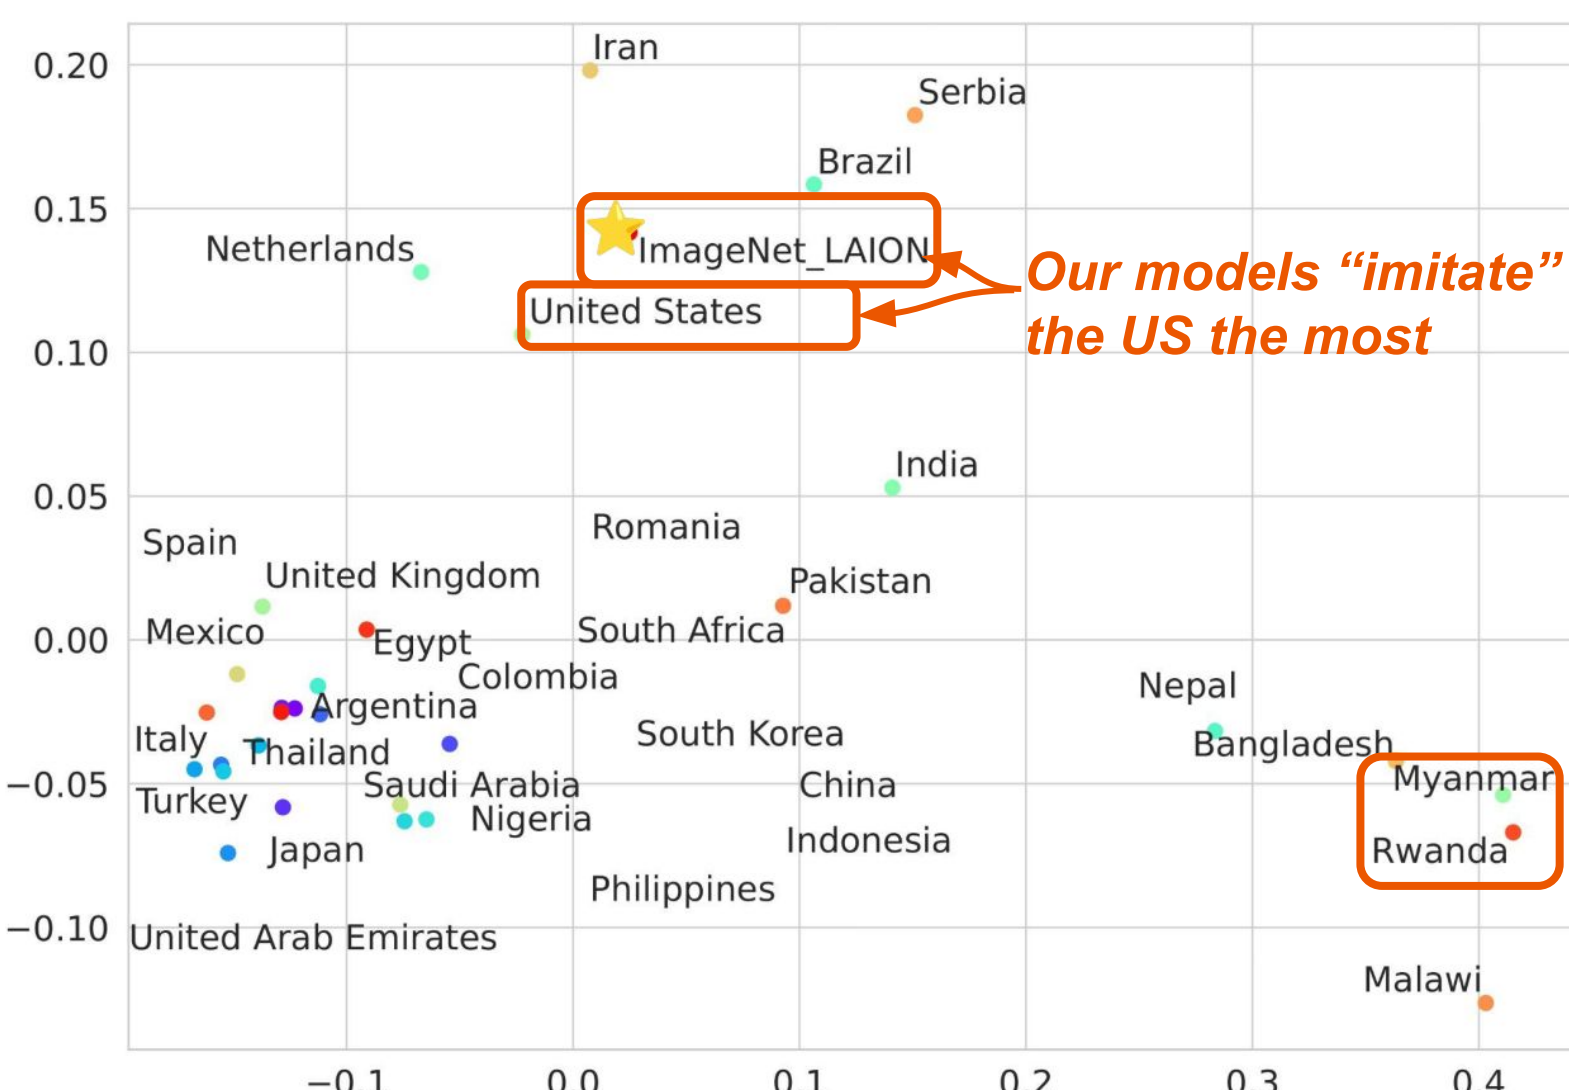 Iran
0.20
Serbia
Brazil
0.15
Netherlands
ImageNet_LAION
Our models “imitate”
United States
the US the most
0.10
India
0.05
Romania
Spain
United Kingdom
Pakistan
Mexico
South Africa
0.00
Egypt
Colombia
Nepal
Argentina
South Korea
Italy
Bangladesh
Thailand
Myanmar
−0.05
Saudi Arabia
China
Turkey
Nigeria
Indonesia
Japan
Rwanda
Philippines
−0.10
United Arab Emirates
Malawi
−0.1 0.0 0.1 0.2 0.3 0.4